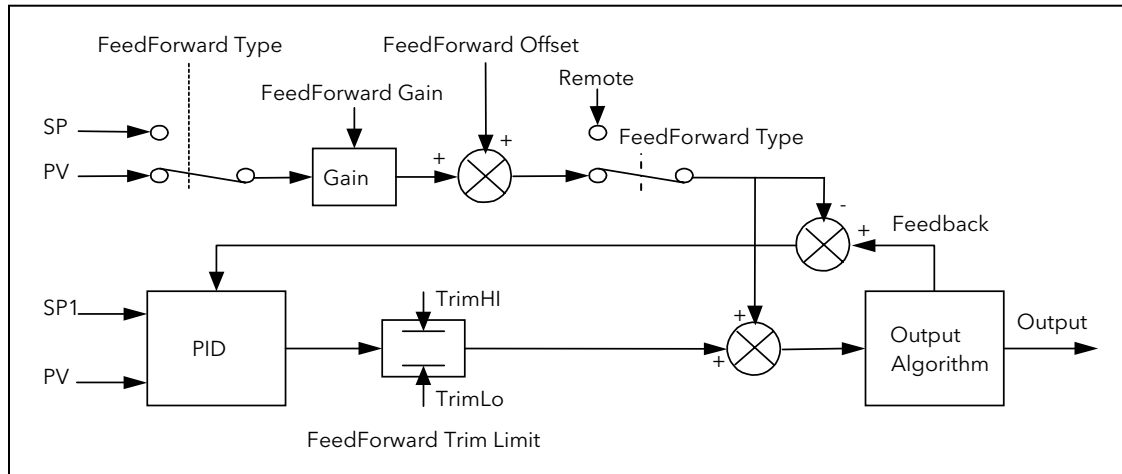 FeedForward Type
FeedForward Offset
Remote
FeedForward Gain
SP
FeedForward Type
+
PV
Gain
+
-
Feedback
+
SP1
TrimHI
+
PID
Output
Algorithm
Output
+
PV
TrimLo
FeedForward Trim Limit